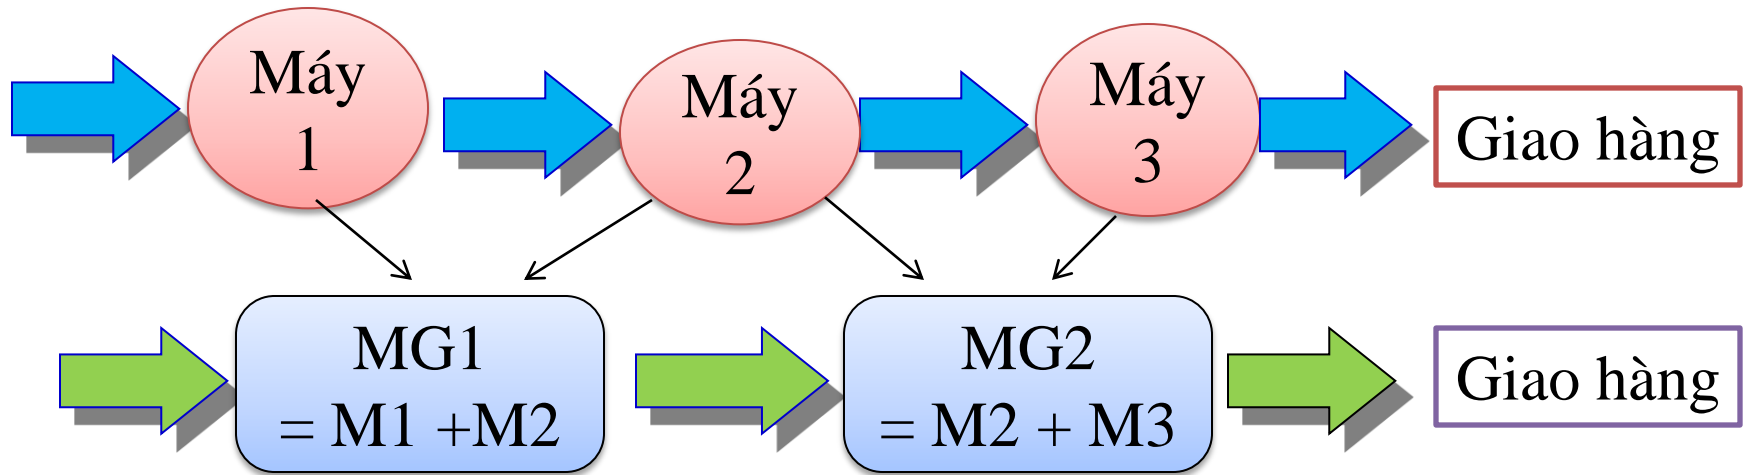 Máy
1
Máy
2
Máy
3
Giao hàng
MG1
= M1 +M2
MG2
= M2 + M3
Giao hàng